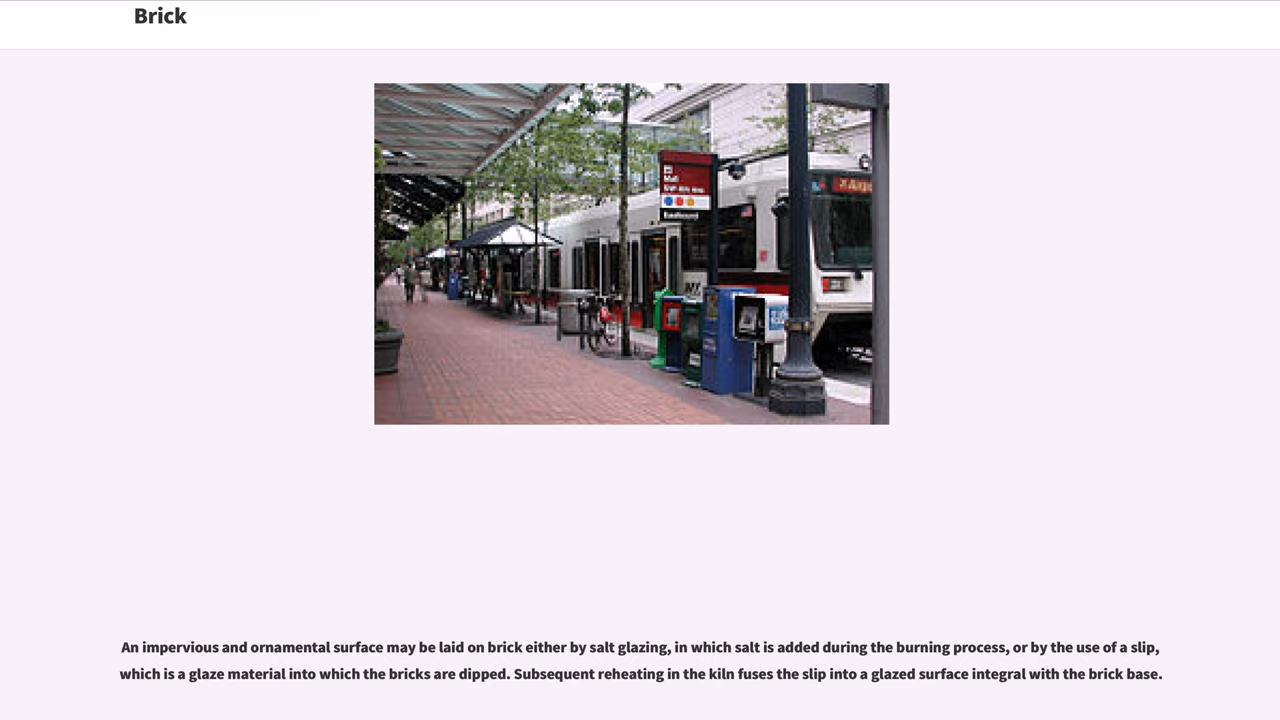 Brick
Mall
Eastbound
An impervious and ornamental surface may be laid on brick either by salt glazing, in which salt is added during the burning process, or by the use of a slip,
which is a glaze material into which the bricks are dipped. Subsequent reheating in the kiln fuses the slip into a glazed surface integral with the brick base.